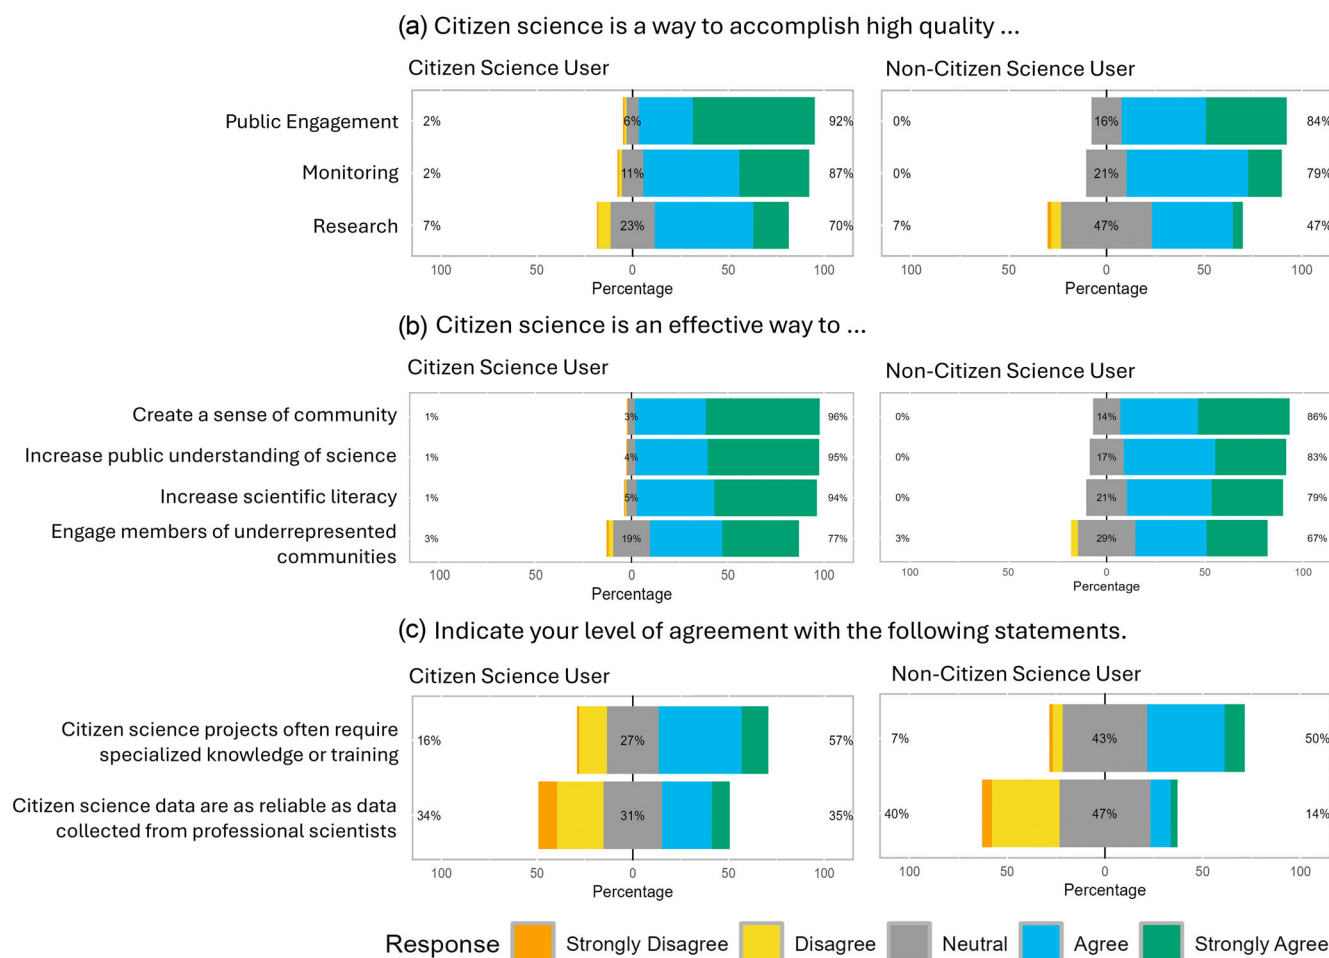 (a) Citizen science is a way to accomplish high quality ...
Citizen Science User
Non-Citizen Science User
Public Engagement 2% 6% 92% 0% 16% 84%
Monitoring 2% 11% 87% 0% 21% 79%
Research 7% 23% 70% 7% 47% 47%
100 50 0 50 100 100 50 0 50 100
Percentage Percentage
(b) Citizen science is an effective way to ...
Citizen Science User
Non-Citizen Science User
Create a sense of community 1% 3% 96% 0% 14% 86%
Increase public understanding of science 1% 4% 95% 0% 17% 83%
Increase scientific literacy 1% 5% 94% 0% 21% 79%
Engage members of underrepresented
communities 3% 19% 77% 3% 29% 67%
100 50 0 50 100 100 50 0 50 100
Percentage Percentage
(c) Indicate your level of agreement with the following statements.
Citizen Science User
Non-Citizen Science User
Citizen science projects often require
specialized knowledge or training 16% 27% 57% 7% 43% 50%
Citizen science data are as reliable as data
collected from professional scientists 34% 31% 35% 40% 47% 14%
100 50 0 50 100 100 50 0 50 100
Percentage Percentage
Response Strongly Disagree Disagree Neutral Agree Strongly Agree